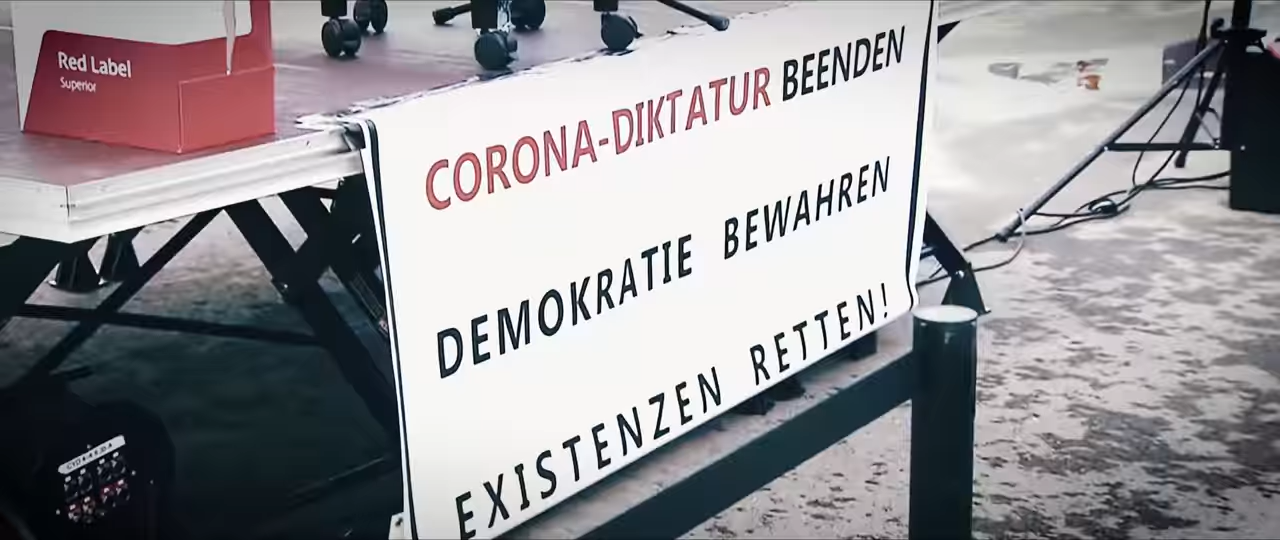 Red Label
Superior
CORONA-DIKTATUR BEENDEN
DEMOKRATIE BEWAHREN
EXISTENZEN RETTEN!